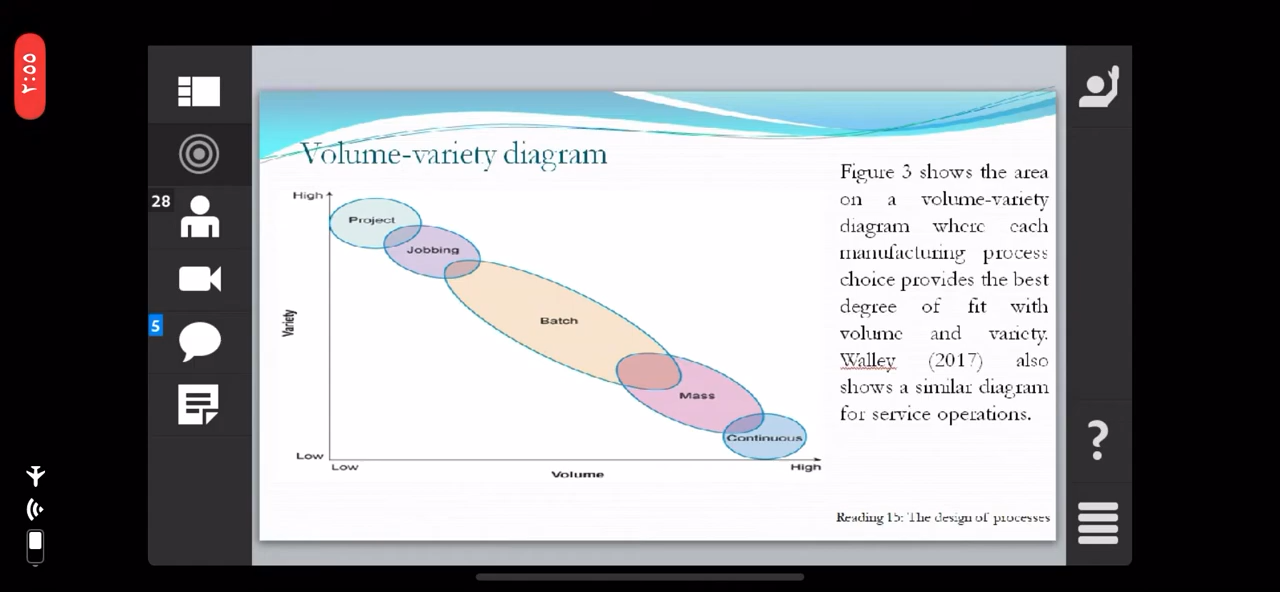 ٢:٥٥
28
5
Volume-variety diagram
High
Project
Jobbing
Batch
Mass
Continuous
Variety
Low
Low
High
Volume
Figure 3 shows the area
on a volume-variety
diagram where each
manufacturing process
choice provides the best
degree of fit with
volume and variety.
Walley (2017) also
shows a similar diagram
for service operations.
Reading 15: The design of processes
?